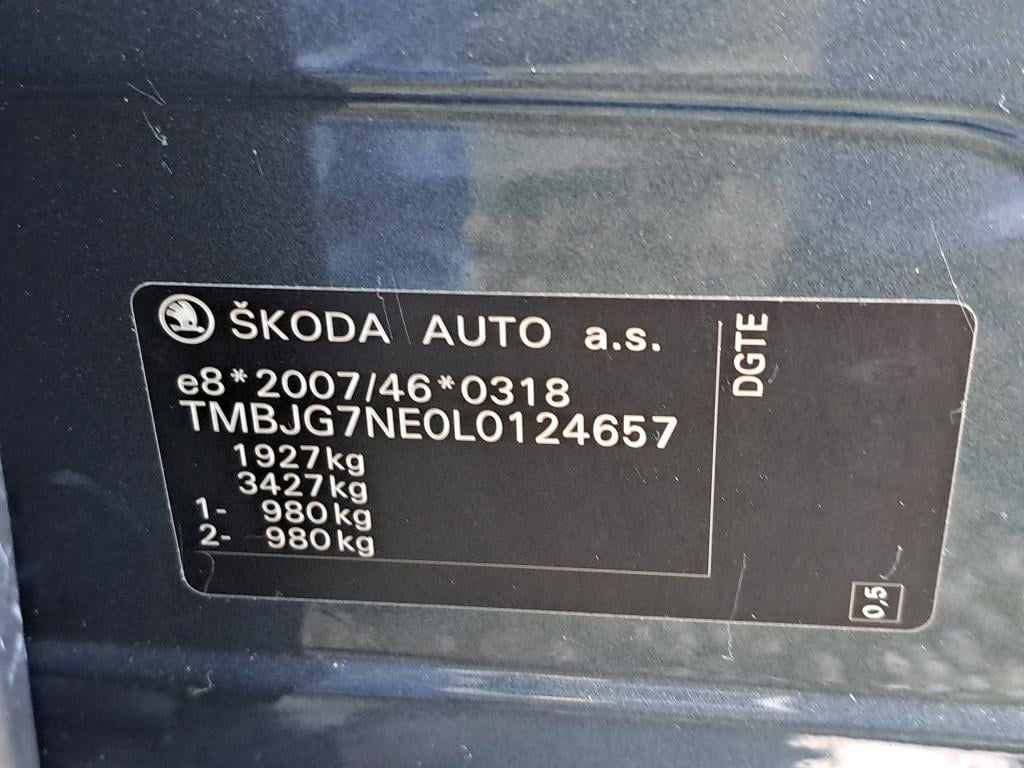 ŠKODA AUTO a.s.
e8*2007/46*0318
TMBJG7NE0L0124657
1927kg
3427kg
1- 980kg
2- 980kg
DGTE
0,5